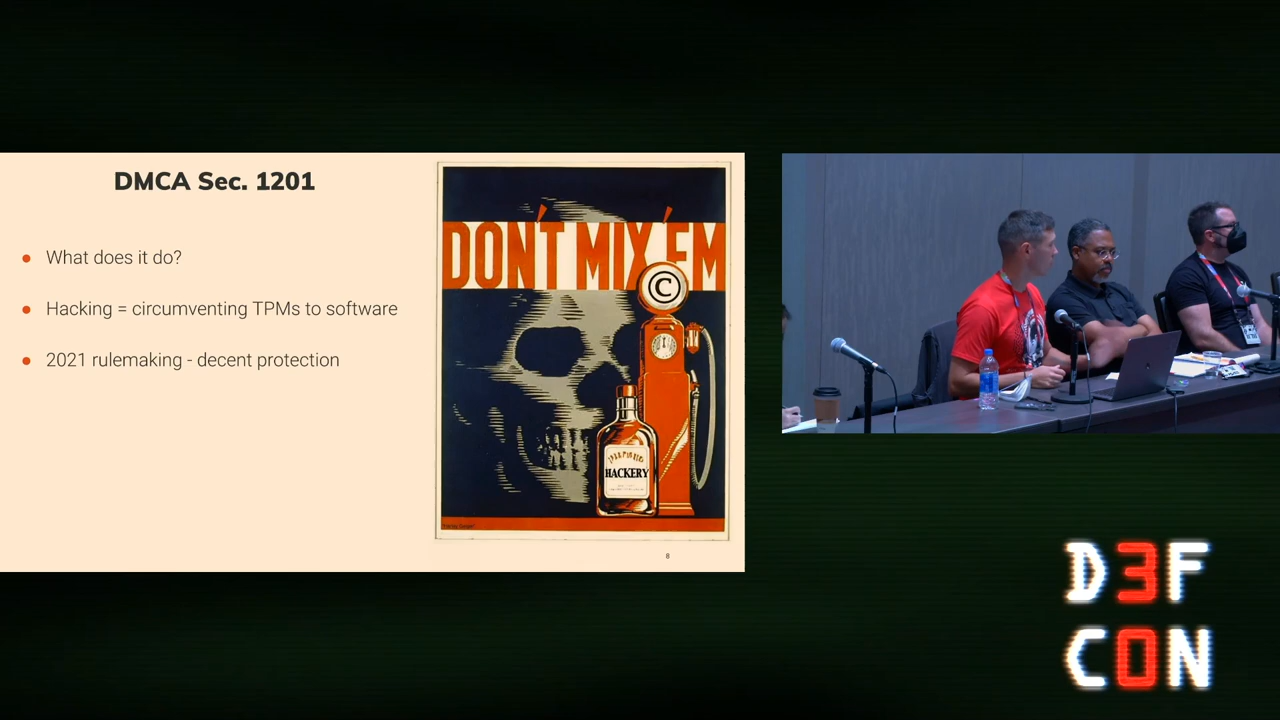 DMCA Sec. 1201
What does it do?
Hacking = circumventing TPMs to software
2021 rulemaking - decent protection
DON'T MIX 'EM
©
HACKERY
8
D3F
C0N